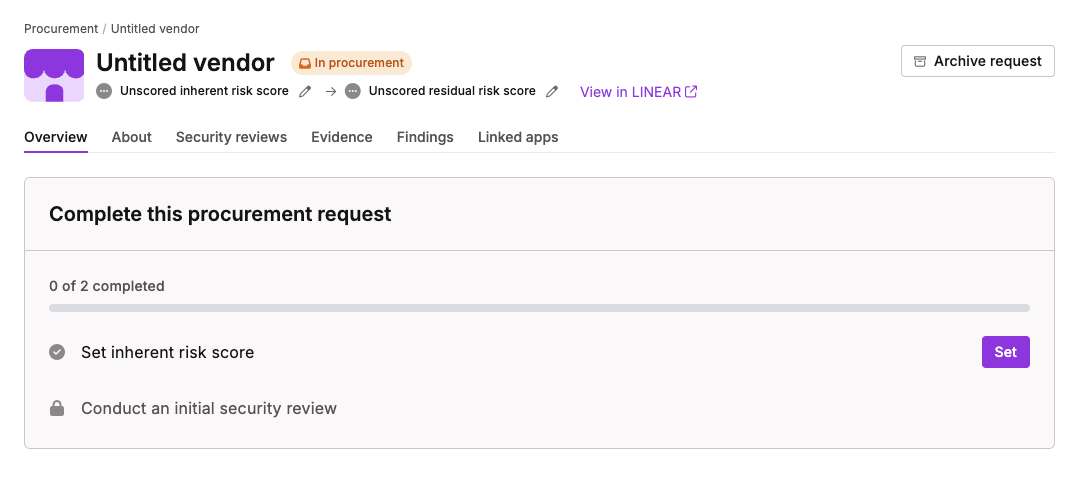 Procurement / Untitled vendor
Untitled vendor
In procurement
Archive request
Unscored inherent risk score → Unscored residual risk score
View in LINEAR
Overview About Security reviews Evidence Findings Linked apps
Complete this procurement request
0 of 2 completed
Set inherent risk score
Set
Conduct an initial security review